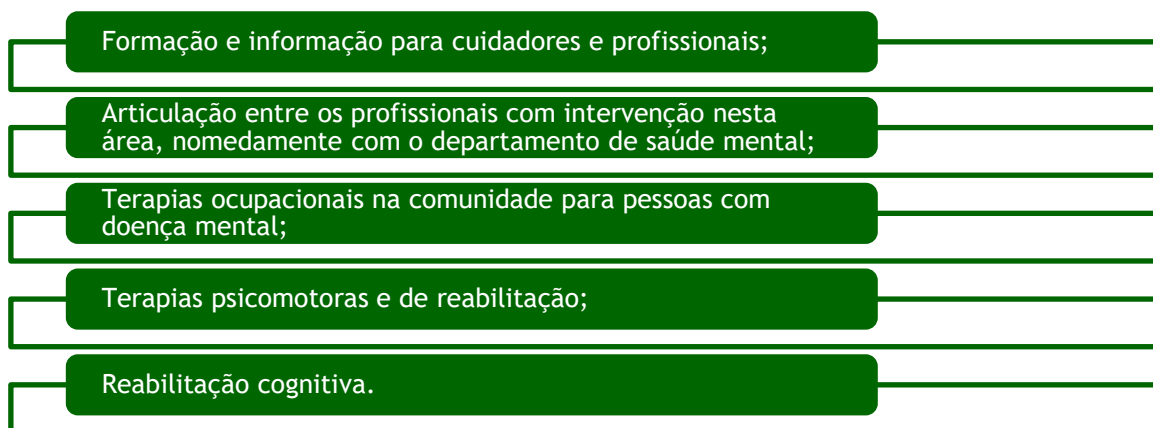 Formação e informação para cuidadores e profissionais;
Articulação entre os profissionais com intervenção nesta
área, nomedamente com o departamento de saúde mental;
Terapias ocupacionais na comunidade para pessoas com
doença mental;
Terapias psicomotoras e de reabilitação;
Reabilitação cognitiva.